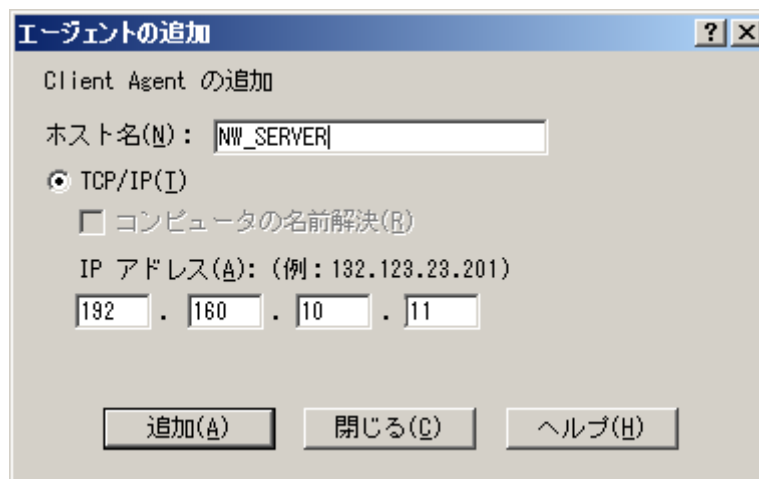 エージェントの追加
Client Agent の追加
ホスト名(N): NW_SERVER
TCP/IP(T)
コンピュータの名前解決(R)
IP アドレス(A): (例:132.123.23.201)
192 . 160 . 10 . 11
追加(A) 閉じる(C) ヘルプ(H)